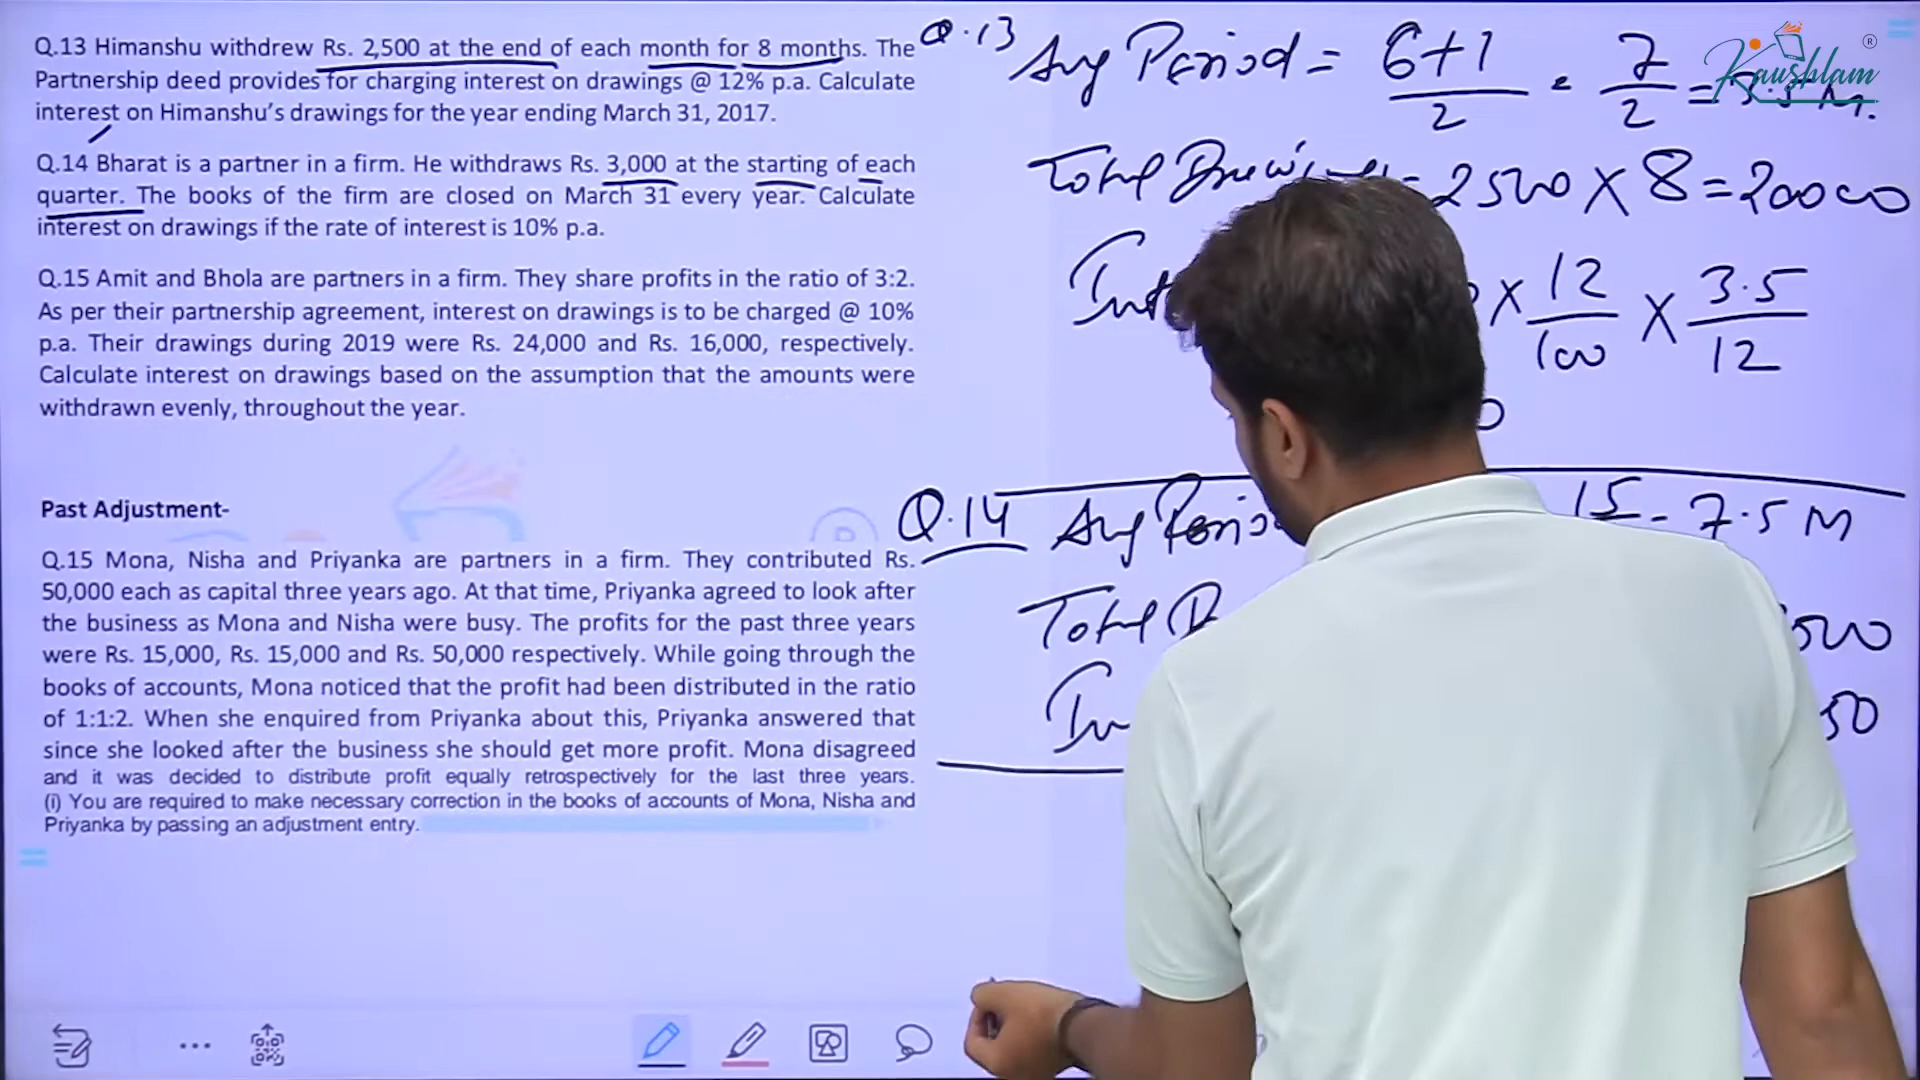 Q.13 Himanshu withdrew Rs. 2,500 at the end of each month for 8 months. The
Partnership deed provides for charging interest on drawings @ 12% p.a. Calculate
interest on Himanshu's drawings for the year ending March 31, 2017.
Q.14 Bharat is a partner in a firm. He withdraws Rs. 3,000 at the starting of each
quarter. The books of the firm are closed on March 31 every year. Calculate
interest on drawings if the rate of interest is 10% p.a.
Q.15 Amit and Bhola are partners in a firm. They share profits in the ratio of 3:2.
As per their partnership agreement, interest on drawings is to be charged @ 10%
p.a. Their drawings during 2019 were Rs. 24,000 and Rs. 16,000, respectively.
Calculate interest on drawings based on the assumption that the amounts were
withdrawn evenly, throughout the year.
Past Adjustment-
Q.15 Mona, Nisha and Priyanka are partners in a firm. They contributed Rs.
50,000 each as capital three years ago. At that time, Priyanka agreed to look after
the business as Mona and Nisha were busy. The profits for the past three years
were Rs. 15,000, Rs. 15,000 and Rs. 50,000 respectively. While going through the
books of accounts, Mona noticed that the profit had been distributed in the ratio
of 1:1:2. When she enquired from Priyanka about this, Priyanka answered that
since she looked after the business she should get more profit. Mona disagreed
and it was decided to distribute profit equally retrospectively for the last three years.
(i) You are required to make necessary correction in the books of accounts of Mona, Nisha and
Priyanka by passing an adjustment entry.
Q.13 Avg Period = 6+1/2 = 7/2 =
Total = 2500 X 8 = 20000
X 12/100 X 3.5/12
Q.14 Avg Period 15 - 7.5 M
Total D
50
Kaushlam ®